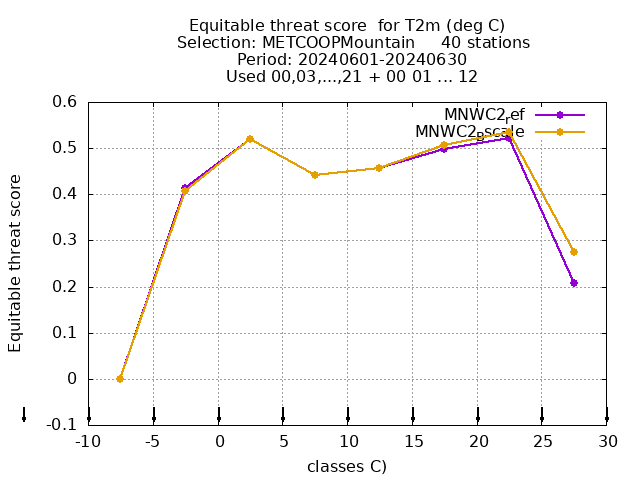 Equitable threat score  for T2m (deg C)
Selection: METCOOPMountain     40 stations
Period: 20240601-20240630
Used 00,03,...,21 + 00 01 ... 12
0.6
0.5
0.4
0.3
0.2
0.1
0
-0.1
Equitable threat score
MNWC2ref
MNWC2gscale
-10
-5
0
5
10
15
20
25
30
classes C)